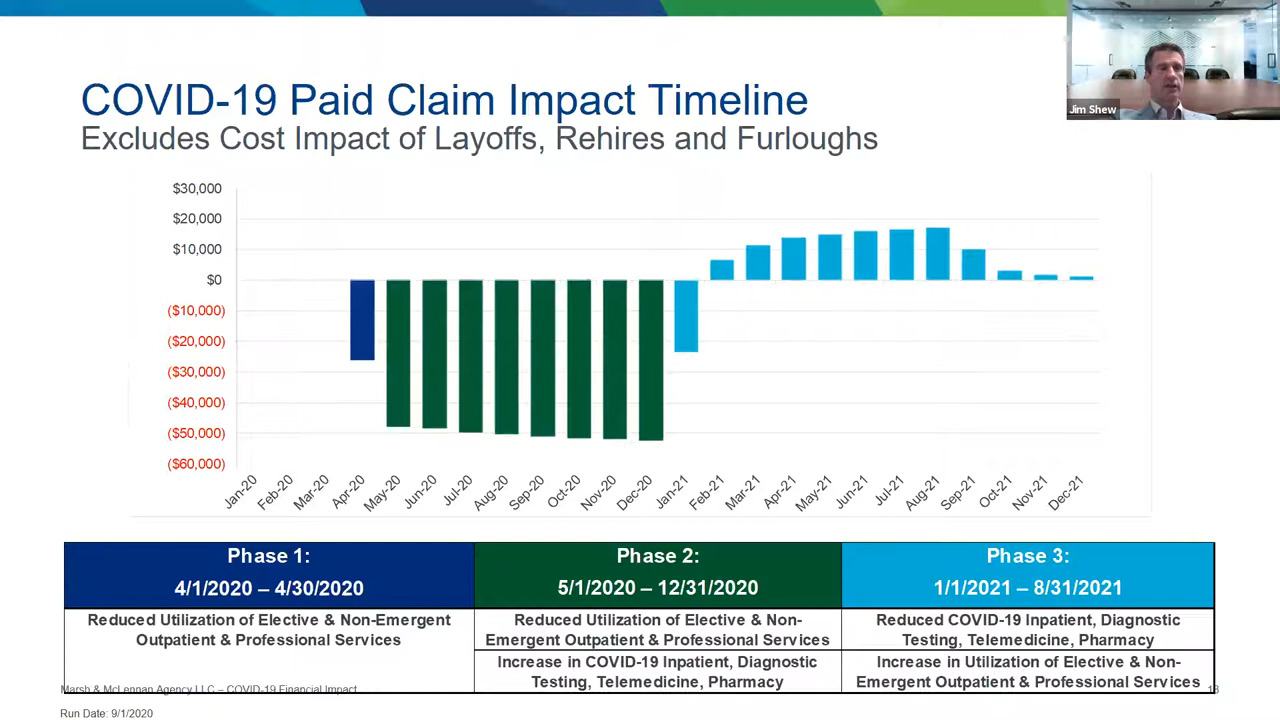 Jim Shew
COVID-19 Paid Claim Impact Timeline
Excludes Cost Impact of Layoffs, Rehires and Furloughs
$30,000
$20,000
$10,000
$0
($10,000)
($20,000)
($30,000)
($40,000)
($50,000)
($60,000)
Jan-20
Feb-20
Mar-20
Apr-20
May-20
Jun-20
Jul-20
Aug-20
Sep-20
Oct-20
Nov-20
Dec-20
Jan-21
Feb-21
Mar-21
Apr-21
May-21
Jun-21
Jul-21
Aug-21
Sep-21
Oct-21
Nov-21
Dec-21
Phase 1:
4/1/2020 – 4/30/2020
Reduced Utilization of Elective & Non-Emergent
Outpatient & Professional Services
Phase 2:
5/1/2020 – 12/31/2020
Reduced Utilization of Elective & Non-
Emergent Outpatient & Professional Services
Increase in COVID-19 Inpatient, Diagnostic
Testing, Telemedicine, Pharmacy
Phase 3:
1/1/2021 – 8/31/2021
Reduced COVID-19 Inpatient, Diagnostic
Testing, Telemedicine, Pharmacy
Increase in Utilization of Elective & Non-
Emergent Outpatient & Professional Services
Marsh & McLennan Agency LLC – COVID-19 Financial Impact
Run Date: 9/1/2020